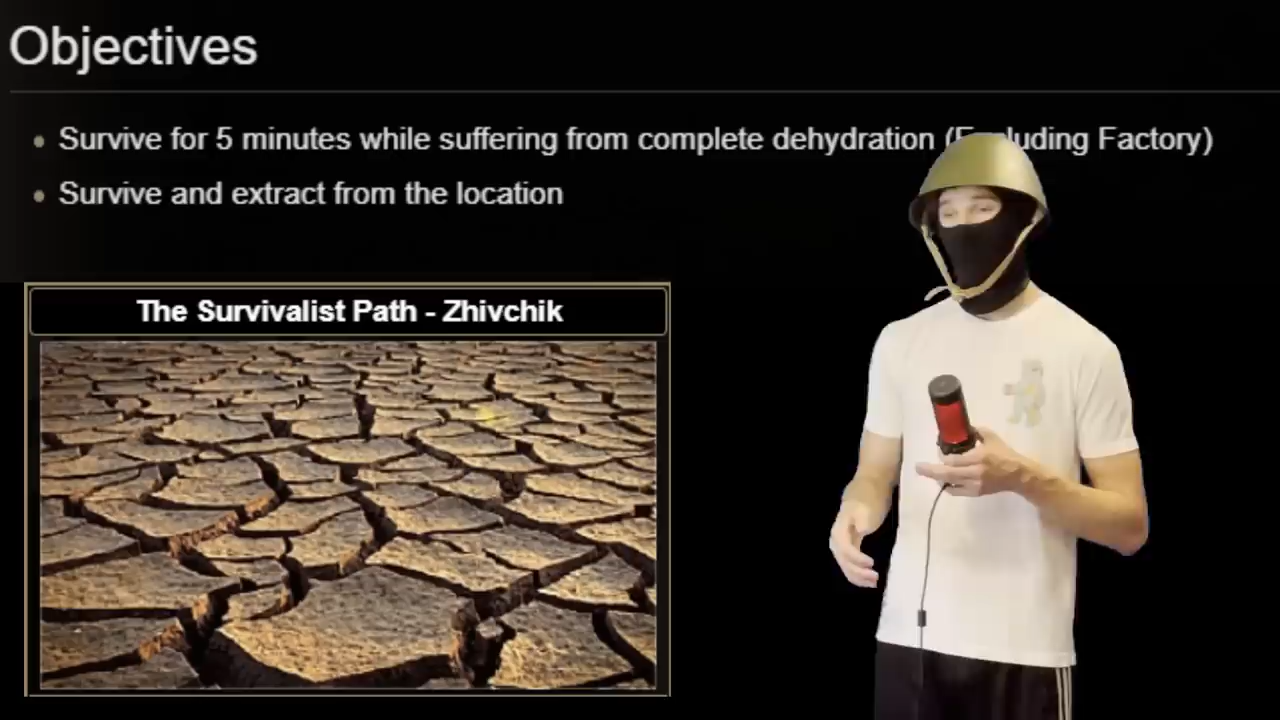 Objectives
Survive for 5 minutes while suffering from complete dehydration (Excluding Factory)
Survive and extract from the location
The Survivalist Path - Zhivchik